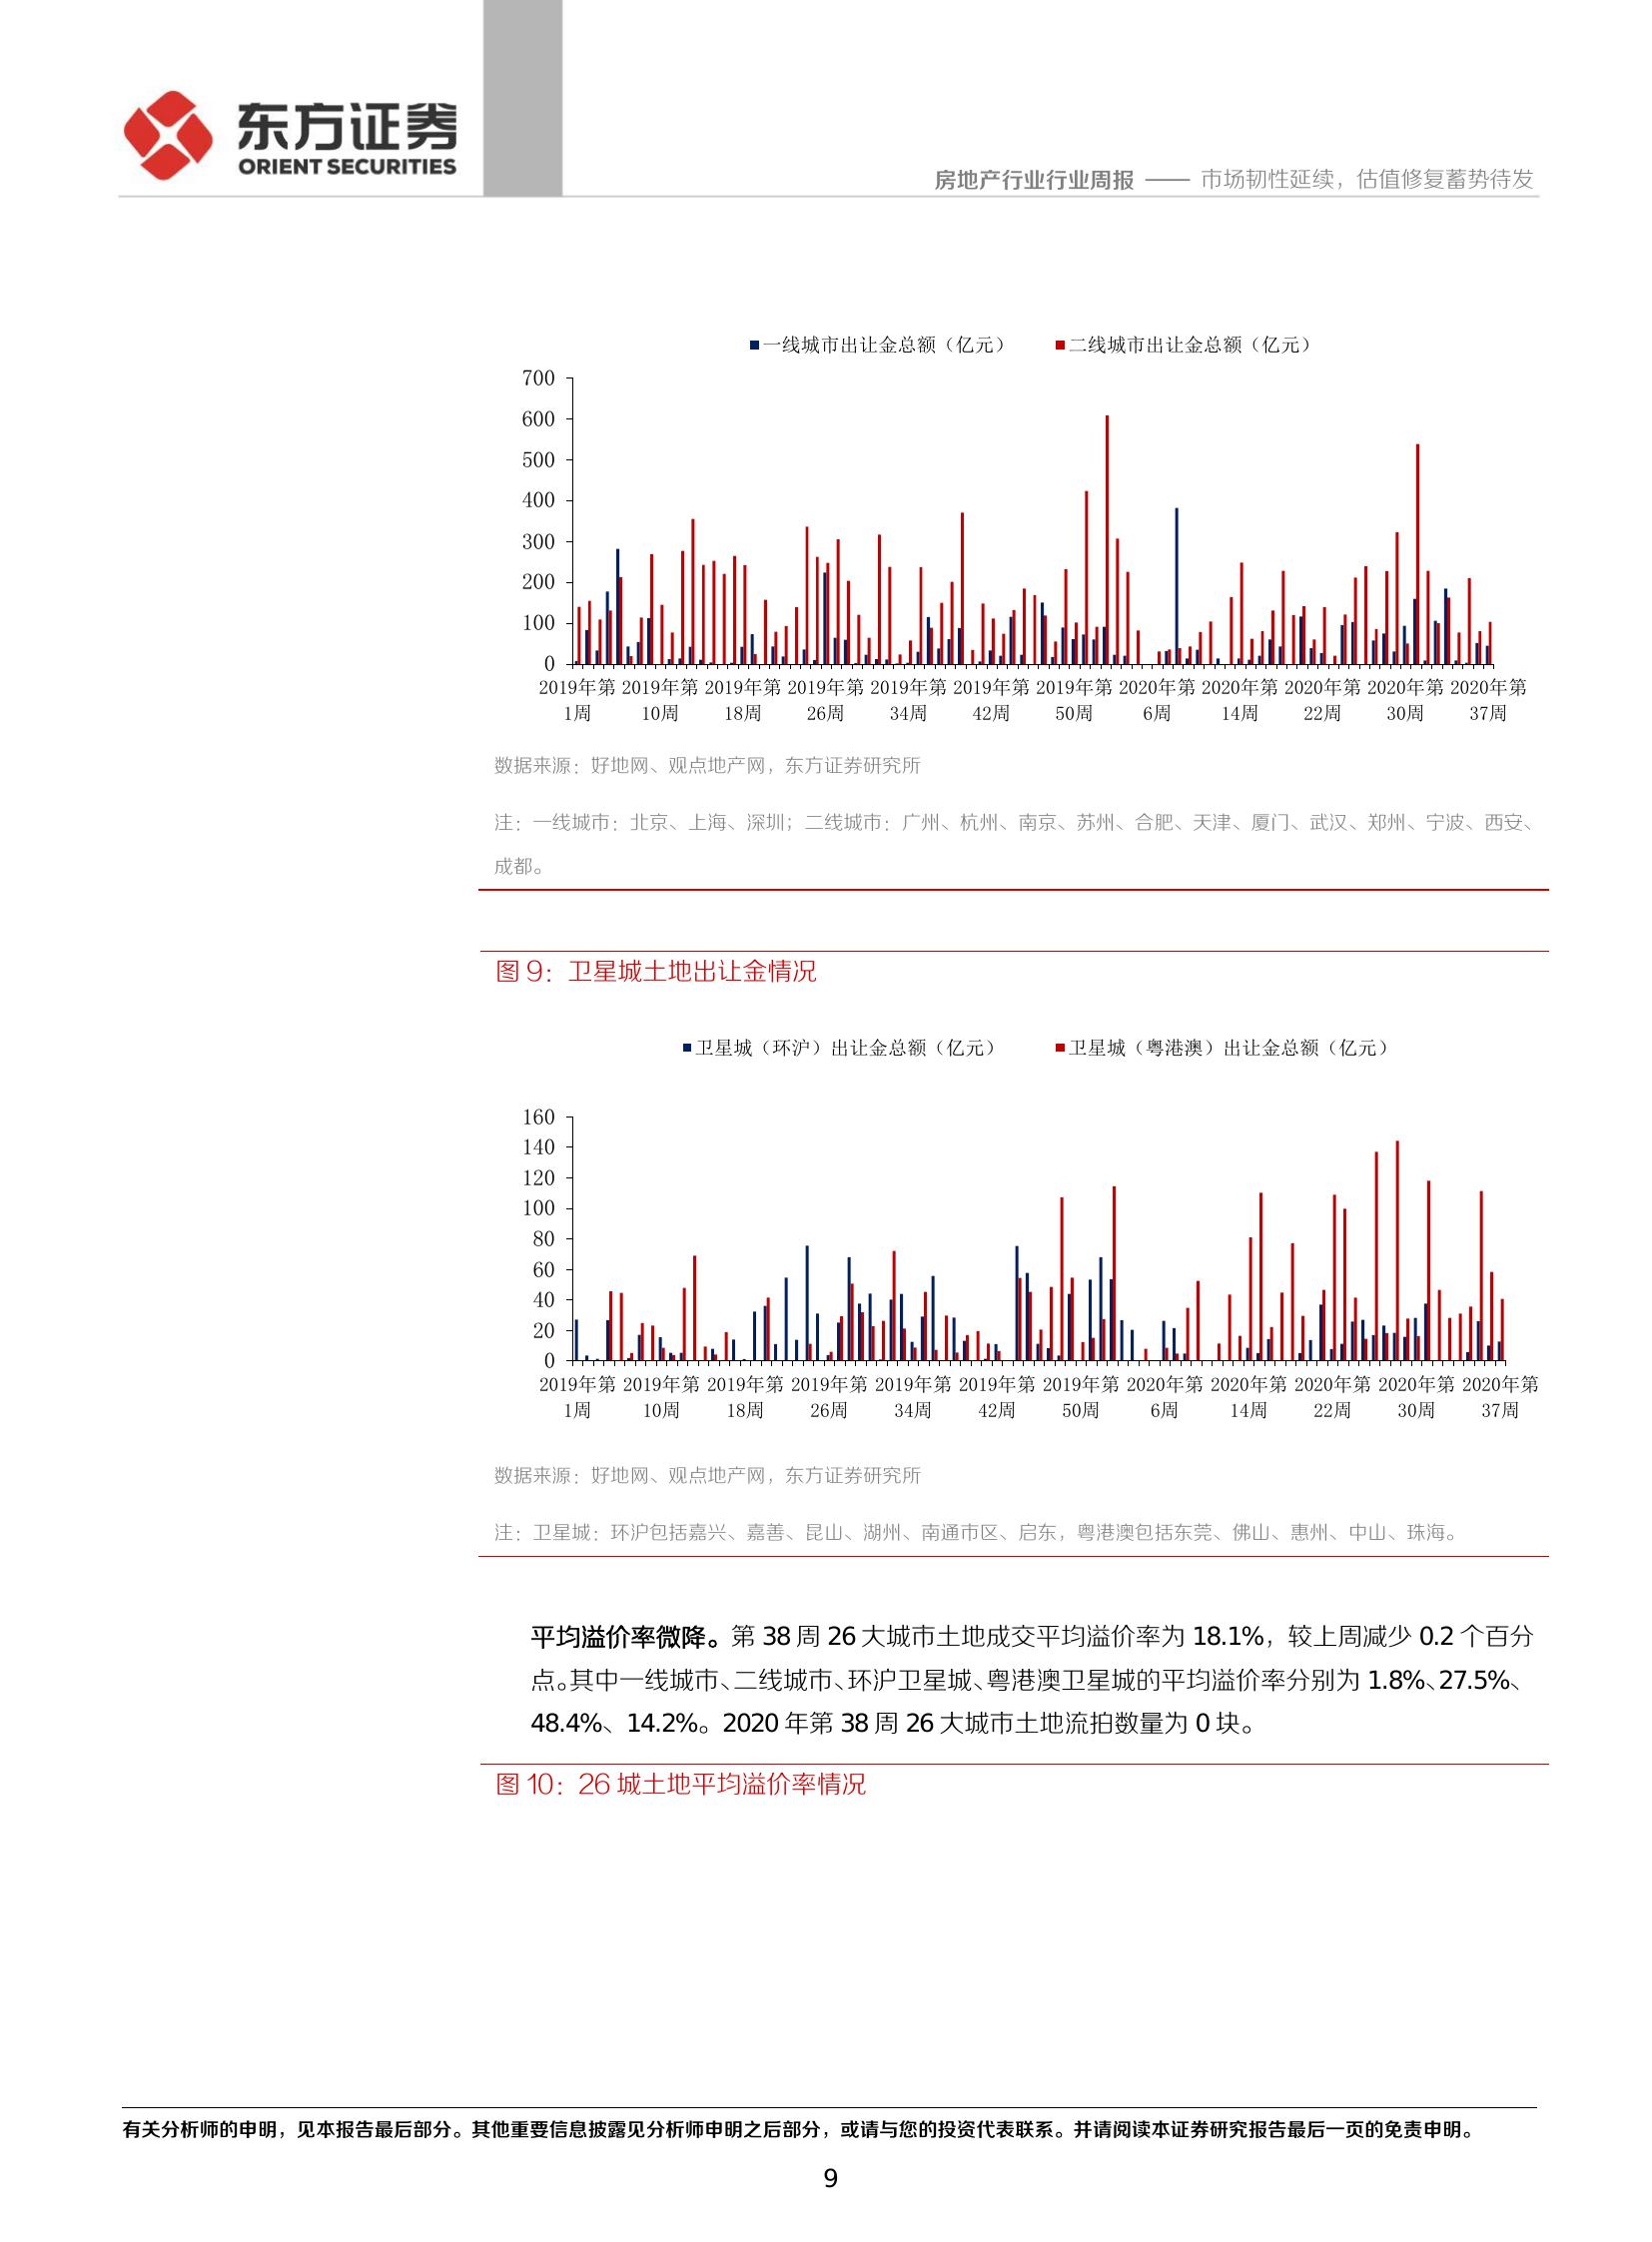 东方证券
ORIENT SECURITIES
房地产行业行业周报 —— 市场韧性延续，估值修复蓄势待发
一线城市出让金总额（亿元） 二线城市出让金总额（亿元）
700
600
500
400
300
200
100
0
2019年第 2019年第 2019年第 2019年第 2019年第 2019年第 2019年第 2020年第 2020年第 2020年第 2020年第 2020年第
1周 10周 18周 26周 34周 42周 50周 6周 14周 22周 30周 37周
数据来源：好地网、观点地产网，东方证券研究所
注：一线城市：北京、上海、深圳；二线城市：广州、杭州、南京、苏州、合肥、天津、厦门、武汉、郑州、宁波、西安、
成都。
图 9：卫星城土地出让金情况
卫星城（环沪）出让金总额（亿元） 卫星城（粤港澳）出让金总额（亿元）
160
140
120
100
80
60
40
20
0
2019年第 2019年第 2019年第 2019年第 2019年第 2019年第 2019年第 2020年第 2020年第 2020年第 2020年第 2020年第
1周 10周 18周 26周 34周 42周 50周 6周 14周 22周 30周 37周
数据来源：好地网、观点地产网，东方证券研究所
注：卫星城：环沪包括嘉兴、嘉善、昆山、湖州、南通市区、启东，粤港澳包括东莞、佛山、惠州、中山、珠海。
平均溢价率微降。第 38 周 26 大城市土地成交平均溢价率为 18.1%，较上周减少 0.2 个百分
点。其中一线城市、二线城市、环沪卫星城、粤港澳卫星城的平均溢价率分别为 1.8%、27.5%、
48.4%、14.2%。2020 年第 38 周 26 大城市土地流拍数量为 0 块。
图 10：26 城土地平均溢价率情况
有关分析师的申明，见本报告最后部分。其他重要信息披露见分析师申明之后部分，或请与您的投资代表联系。并请阅读本证券研究报告最后一页的免责申明。
9